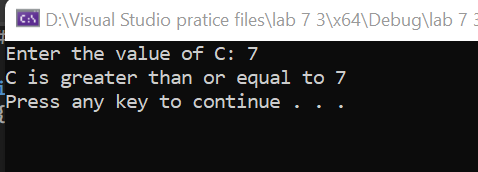 D:\Visual Studio pratice files\lab 7 3\x64\Debug\lab 7 3
Enter the value of C: 7
C is greater than or equal to 7
Press any key to continue . . .